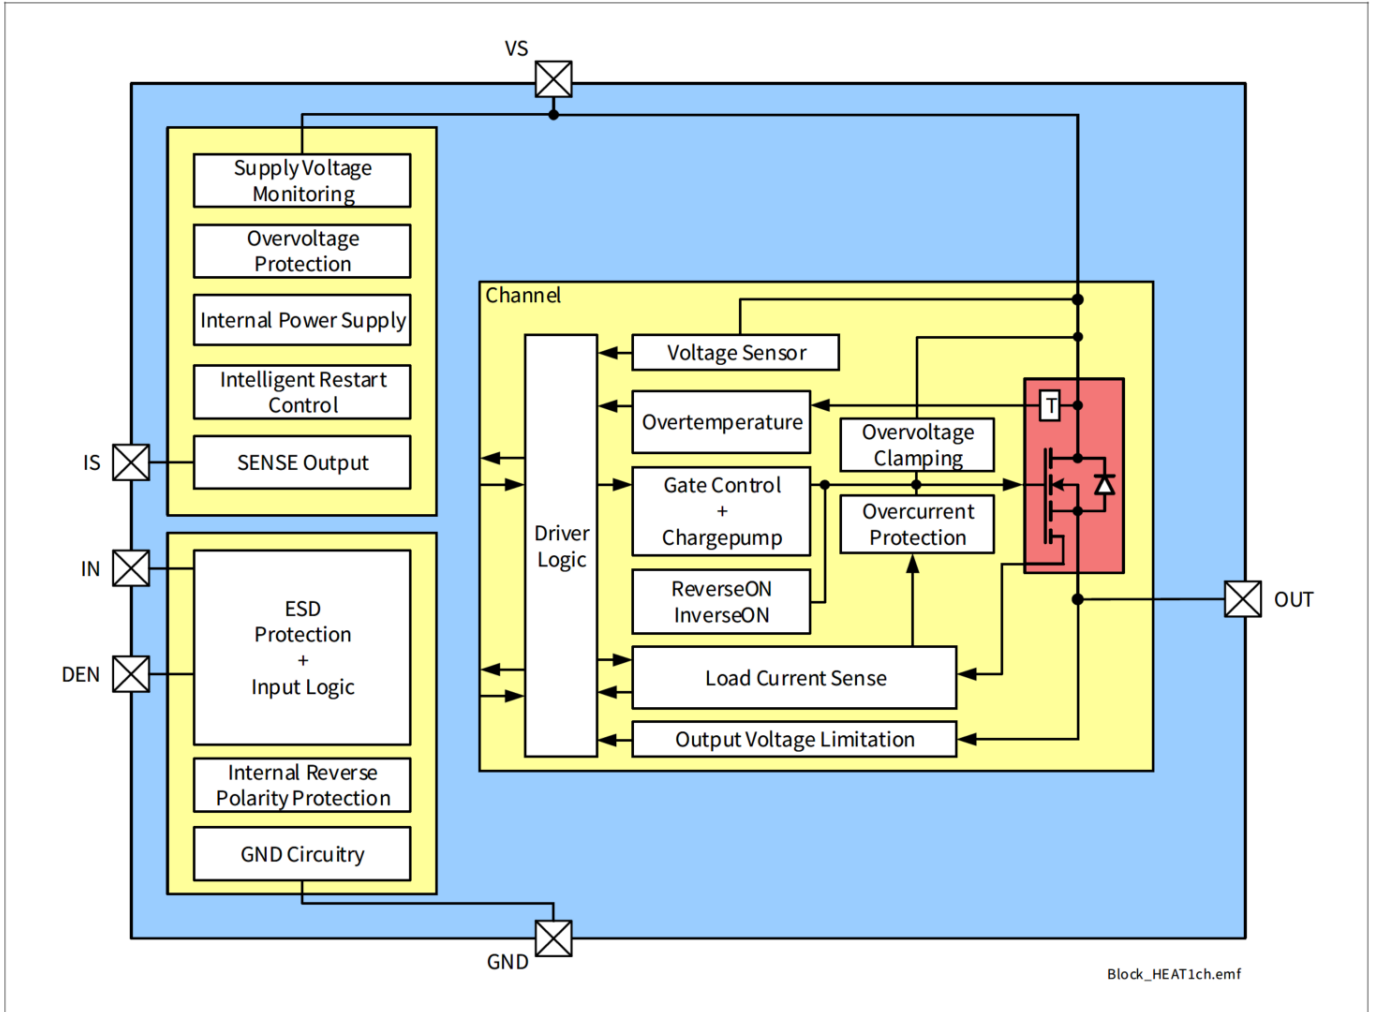 VS
Supply Voltage
Monitoring
Overvoltage
Protection
Internal Power Supply
Intelligent Restart
Control
IS
SENSE Output
IN
DEN
ESD
Protection
+
Input Logic
Internal Reverse
Polarity Protection
GND Circuitry
GND
Channel
Driver
Logic
Voltage Sensor
Overtemperature
Gate Control
+
Chargepump
ReverseON
InverseON
Overvoltage
Clamping
Overcurrent
Protection
Load Current Sense
Output Voltage Limitation
T
OUT
Block_HEAT1ch.emf